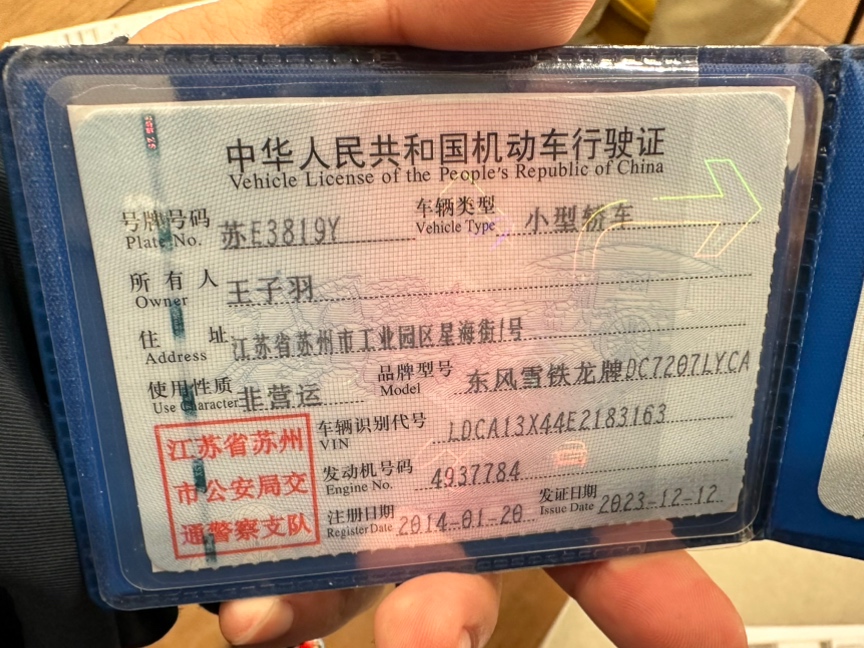 中华人民共和国机动车行驶证
Vehicle License of the People's Republic of China
号牌号码 苏E3819Y 车辆类型 小型轿车
Plate No. Vehicle Type
所有人 王子羽
Owner
住址 江苏省苏州市工业园区星海街1号
Address
使用性质 非营运 品牌型号 东风雪铁龙牌DC7207LYCA
Use Character Model
江苏省苏州
市公安局交
通警察支队
车辆识别代号 LDCA13X44E2183163
VIN
发动机号码 4937784
Engine No.
注册日期 2014-01-20 发证日期 2023-12-12
Register Date Issue Date